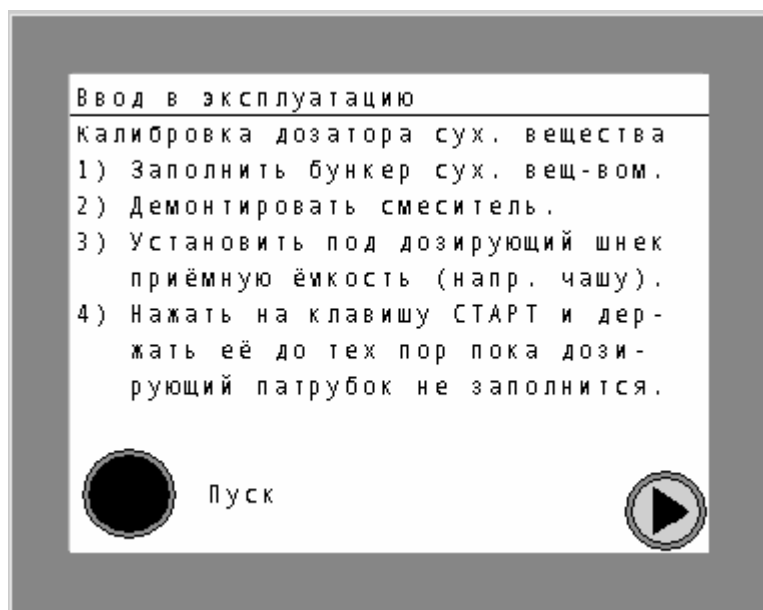 Ввод в эксплуатацию
Калибровка дозатора сух. вещества
1) Заполнить бункер сух. вещ-вом.
2) Демонтировать смеситель.
3) Установить под дозирующий шнек
приёмную ёмкость (напр. чашу).
4) Нажать на клавишу СТАРТ и дер-
жать её до тех пор пока дози-
рующий патрубок не заполнится.
Пуск